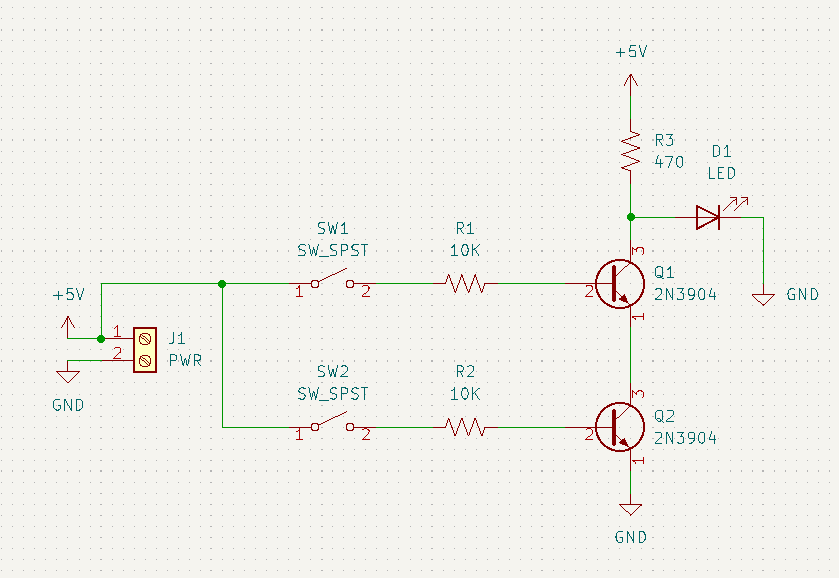 +5V
R3
470
D1
LED
SW1
SW_SPST
1
2
R1
10K
2
3
Q1
2N3904
1
GND
+5V
1
2
J1
PWR
GND
SW2
SW_SPST
1
2
R2
10K
2
3
Q2
2N3904
1
GND